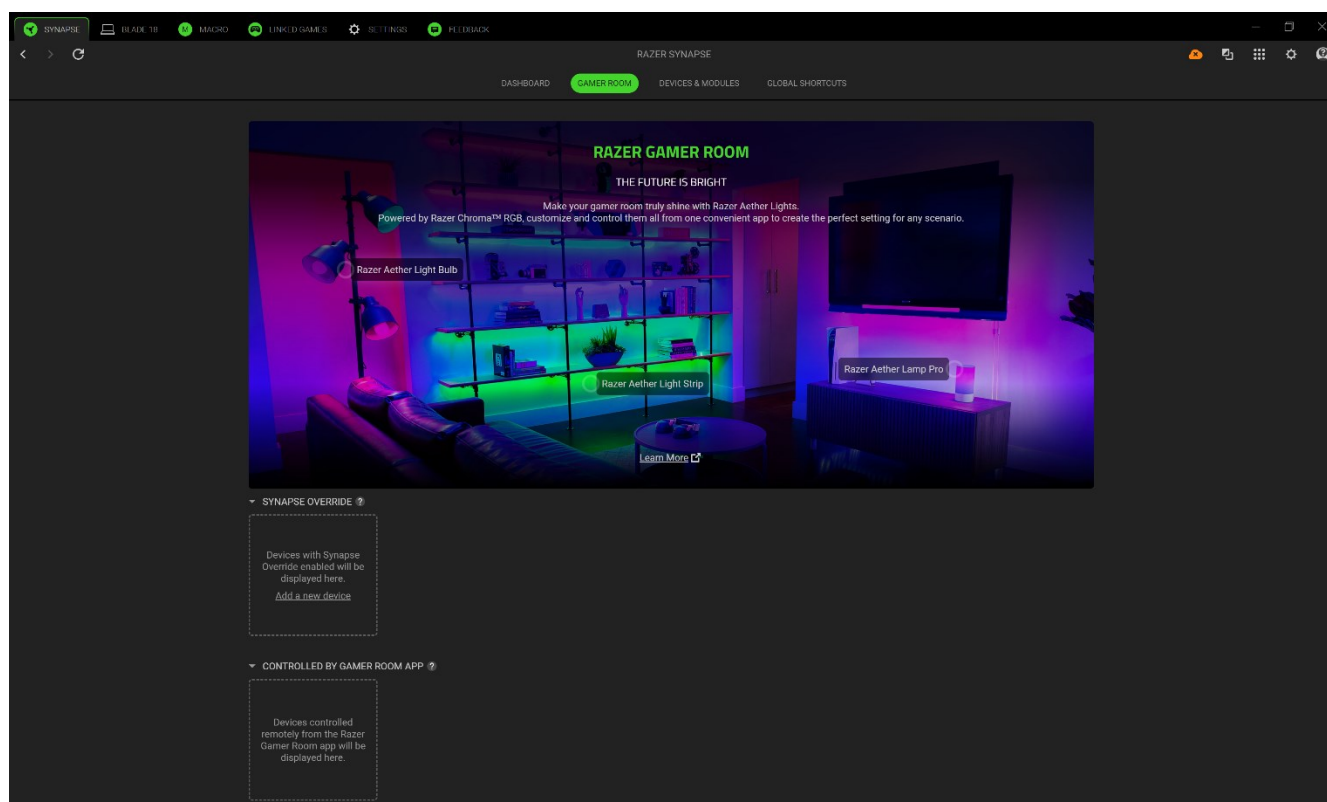 SYNAPSE
BLADE 18
MACRO
LINKED GAMES
SETTINGS
FEEDBACK
RAZER SYNAPSE
DASHBOARD
GAMER ROOM
DEVICES & MODULES
GLOBAL SHORTCUTS
RAZER GAMER ROOM
THE FUTURE IS BRIGHT
Make your gamer room truly shine with Razer Aether Lights.
Powered by Razer Chroma™ RGB, customize and control them all from one convenient app to create the perfect setting for any scenario.
Razer Aether Light Bulb
Razer Aether Lamp Pro
Razer Aether Light Strip
Learn More
SYNAPSE OVERRIDE ?
Devices with Synapse
Override enabled will be
displayed here.
Add a new device
CONTROLLED BY GAMER ROOM APP ?
Devices controlled
remotely from the Razer
Gamer Room app will be
displayed here.